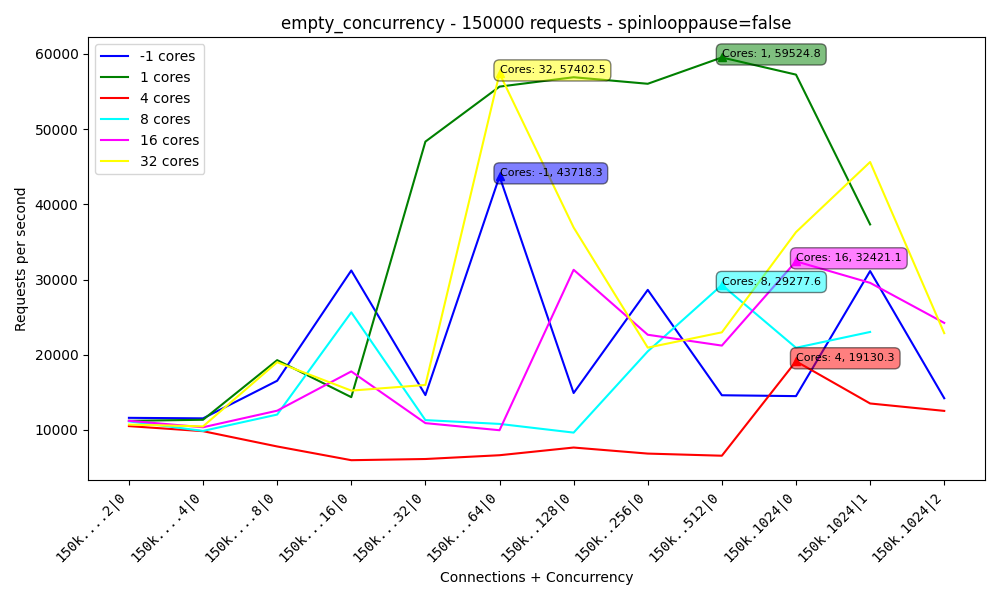 empty_concurrency - 150000 requests - spinlooppause=false
-1 cores
1 cores
4 cores
8 cores
16 cores
32 cores
Cores: 32, 57402.5
Cores: 1, 59524.8
Cores: -1, 43718.3
Cores: 16, 32421.1
Cores: 8, 29277.6
Cores: 4, 19130.3
Requests per second
60000
50000
40000
30000
20000
10000
150k....2|0
150k....4|0
150k....8|0
150k...16|0
150k...32|0
150k...64|0
150k..128|0
150k..256|0
150k..512|0
150k.1024|0
150k.1024|1
150k.1024|2
Connections + Concurrency